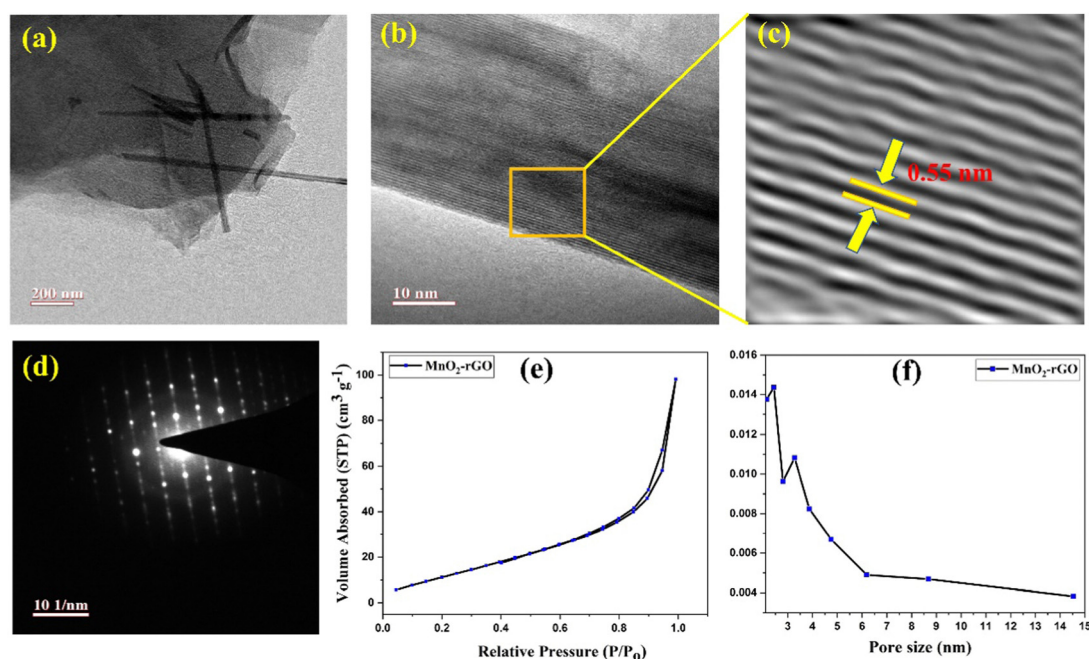 (a)
200 nm
(b)
10 nm
(c)
0.55 nm
(d)
10 1/nm
(e)
MnO2-rGO
Volume Absorbed (STP) (cm³ g⁻¹)
100
80
60
40
20
0
0.0 0.2 0.4 0.6 0.8 1.0
Relative Pressure (P/Po)
(f)
MnO2-rGO
0.016
0.014
0.012
0.010
0.008
0.006
0.004
3 4 5 6 7 8 9 10 11 12 13 14 15
Pore size (nm)